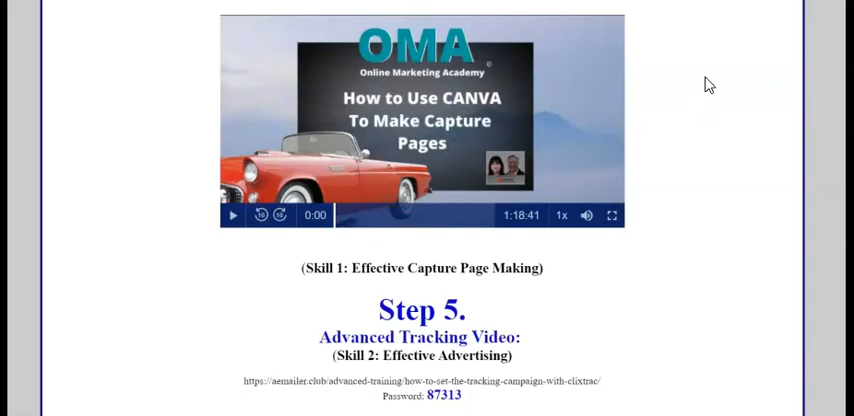 OMA
Online Marketing Academy
How to Use CANVA
To Make Capture
Pages
10 10 0:00 1:18:41 1x
(Skill 1: Effective Capture Page Making)
Step 5.
Advanced Tracking Video:
(Skill 2: Effective Advertising)
https://aemailer.club/advanced-training/how-to-set-the-tracking-campaign-with-clixtrac/
Password: 87313